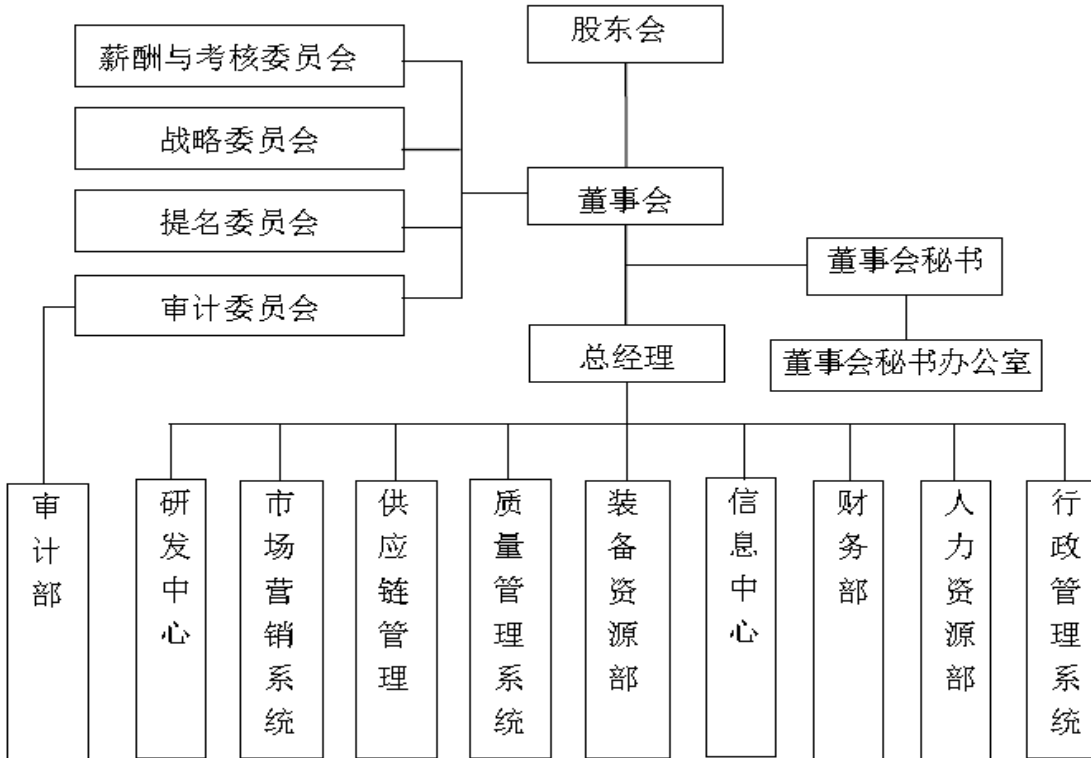 股东会
薪酬与考核委员会
战略委员会
提名委员会
审计委员会
董事会
董事会秘书
董事会秘书办公室
总经理
审计部
研发中心
市场营销系统
供应链管理
质量管理系统
装备资源部
信息中心
财务部
人力资源部
行政管理系统